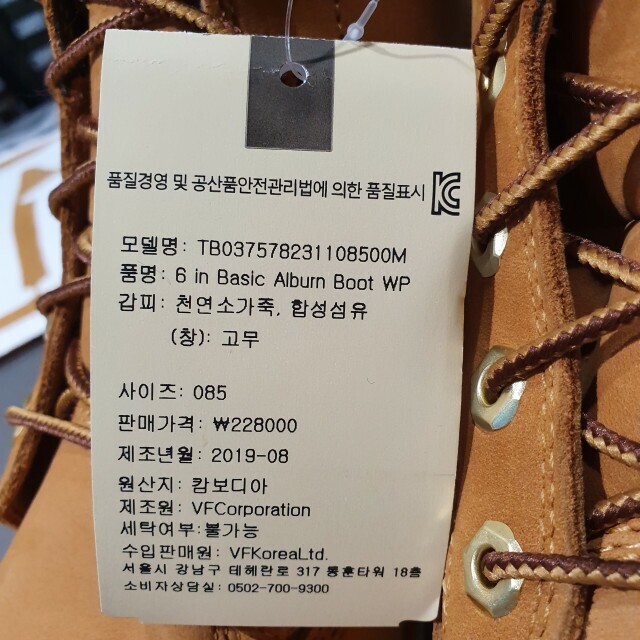 품질경영 및 공산품안전관리법에 의한 품질표시
모델명: TB037578231108500M
품명: 6 in Basic Alburn Boot WP
갑피: 천연소가죽, 합성섬유
(창): 고무
사이즈: 085
판매가격: ₩228000
제조년월: 2019-08
원산지: 캄보디아
제조원: VFCorporation
세탁여부:불가능
수입판매원: VFKoreaLtd.
서울시 강남구 테헤란로 317 동훈타워 18층
소비자상담실: 0502-700-9300